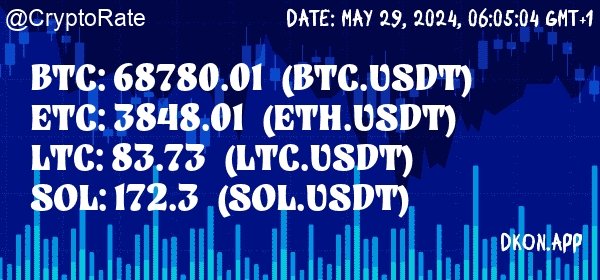 @CryptoRate
DATE: MAY 29, 2024, 06:05:04 GMT+1
BTC: 68780.01 (BTC.USDT)
ETC: 3848.01 (ETH.USDT)
LTC: 83.73 (LTC.USDT)
SOL: 172.3 (SOL.USDT)
DKON.APP